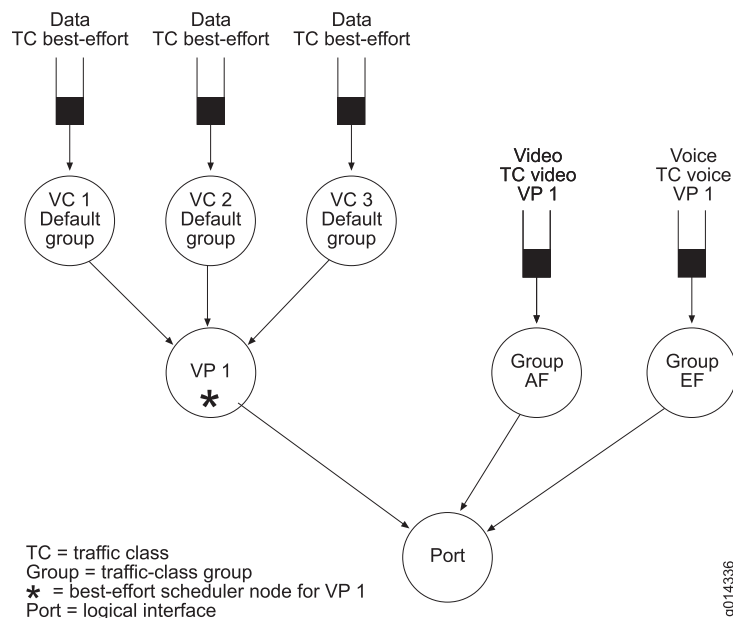 Data
TC best-effort
Data
TC best-effort
Data
TC best-effort
Video
TC video
VP 1
Voice
TC voice
VP 1
VC 1
Default
group
VC 2
Default
group
VC 3
Default
group
VP 1
*
Group
AF
Group
EF
Port
TC = traffic class
Group = traffic-class group
* = best-effort scheduler node for VP 1
Port = logical interface
g014336